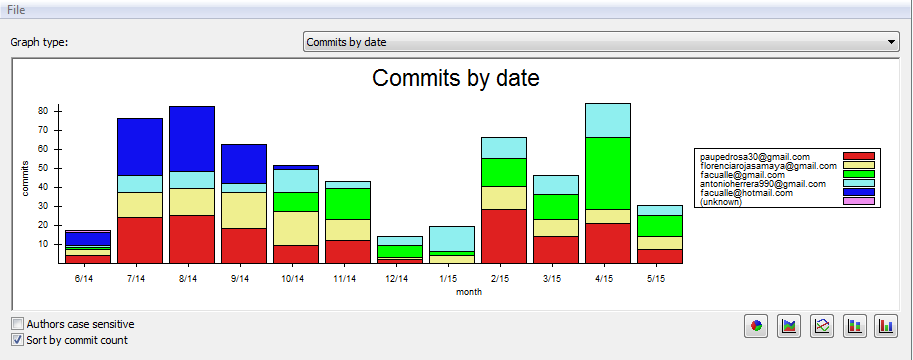 File
Graph type:
Commits by date
Commits by date
80
70
60
50
40
30
20
10
commits
6/14 7/14 8/14 9/14 10/14 11/14 12/14 1/15 2/15 3/15 4/15 5/15
month
paupedrosa30@gmail.com
florenciarojasamaya@gmail.com
facualle@gmail.com
antonioherrera990@gmail.com
facualle@hotmail.com
(unknown)
Authors case sensitive
Sort by commit count